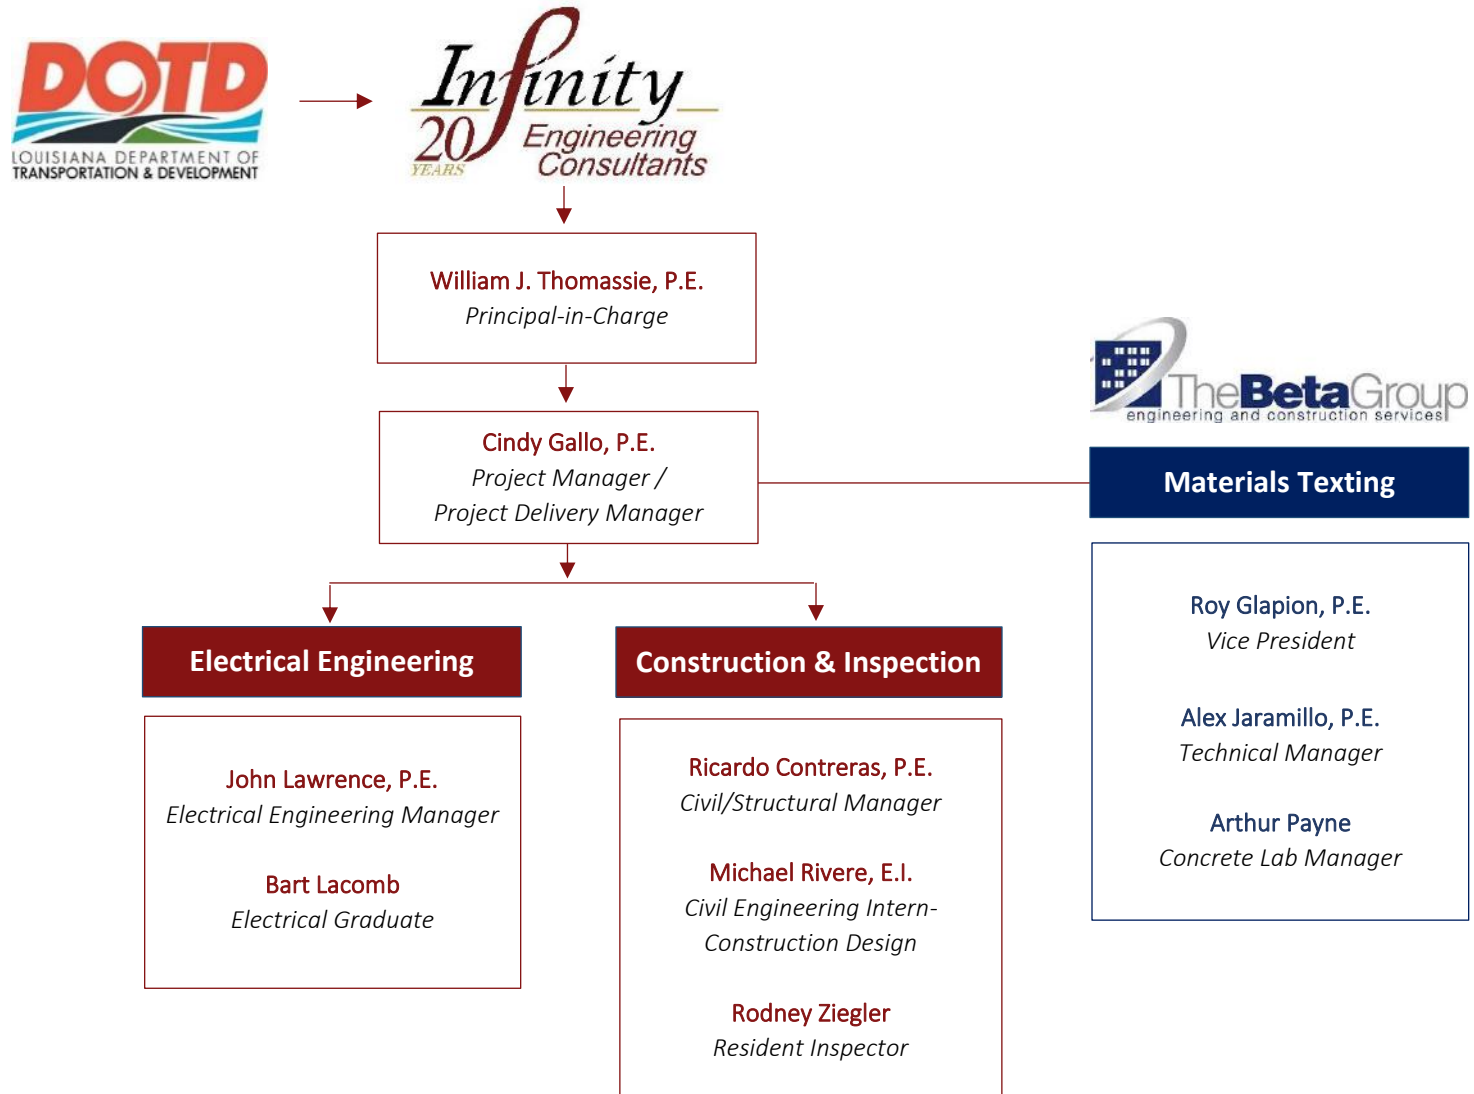 DOTD
LOUISIANA DEPARTMENT OF
TRANSPORTATION & DEVELOPMENT
Infinity
20
YEARS
Engineering
Consultants
William J. Thomassie, P.E.
Principal-in-Charge
Cindy Gallo, P.E.
Project Manager /
Project Delivery Manager
TheBetaGroup
engineering and construction services
Materials Texting
Roy Glapion, P.E.
Vice President
Alex Jaramillo, P.E.
Technical Manager
Arthur Payne
Concrete Lab Manager
Electrical Engineering
John Lawrence, P.E.
Electrical Engineering Manager
Bart Lacomb
Electrical Graduate
Construction & Inspection
Ricardo Contreras, P.E.
Civil/Structural Manager
Michael Rivere, E.I.
Civil Engineering Intern-
Construction Design
Rodney Ziegler
Resident Inspector